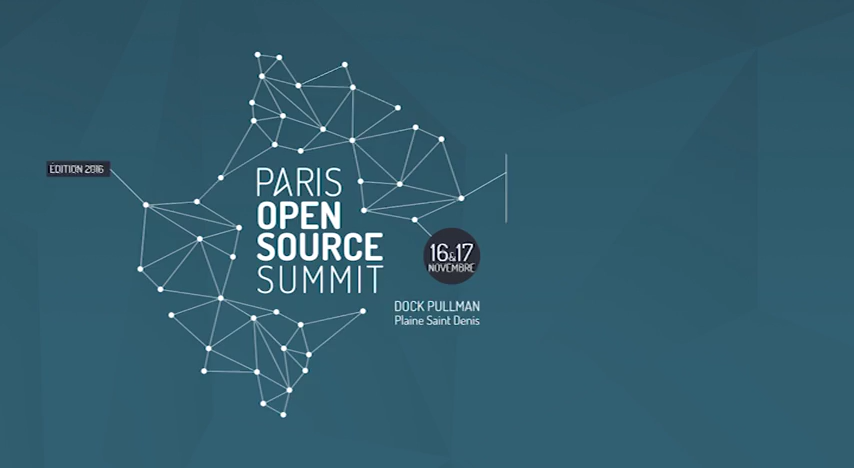 EDITION 2016
PARIS
OPEN
SOURCE
SUMMIT
16&17
NOVEMBRE
DOCK PULLMAN
Plaine Saint Denis